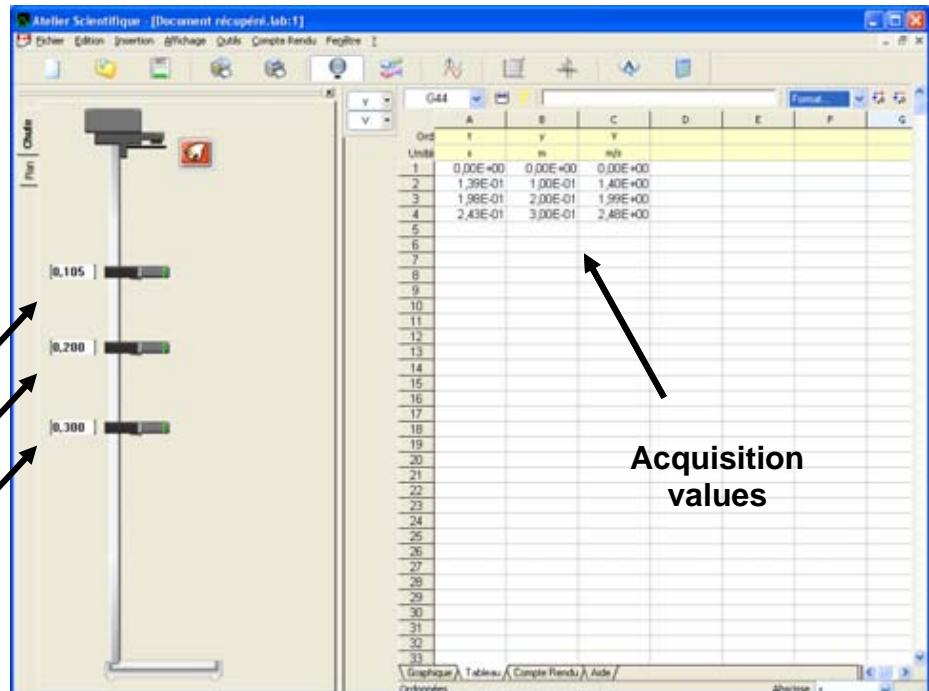 Atelier Scientifique - [Document récupéré.lab:1]
Fichier Edition Insertion Affichage Outils Compte Rendu Fenêtre ?
y G44 Format...
v A B C D E F G
Ord t y v
Unité s m m/s
1 0,00E+00 0,00E+00 0,00E+00
2 1,39E-01 1,00E-01 1,40E+00
3 1,98E-01 2,00E-01 1,99E+00
4 2,43E-01 3,00E-01 2,48E+00
5
6
7
8
9
10
11
12
13
14
15
16
17
18
19
20
21
22
23
24
25
26
27
28
29
30
31
32
33
Chute
Plan
0,105
0,200
0,300
Acquisition
values
Graphique Tableau Compte Rendu Aide
Ordonnées Abscisse